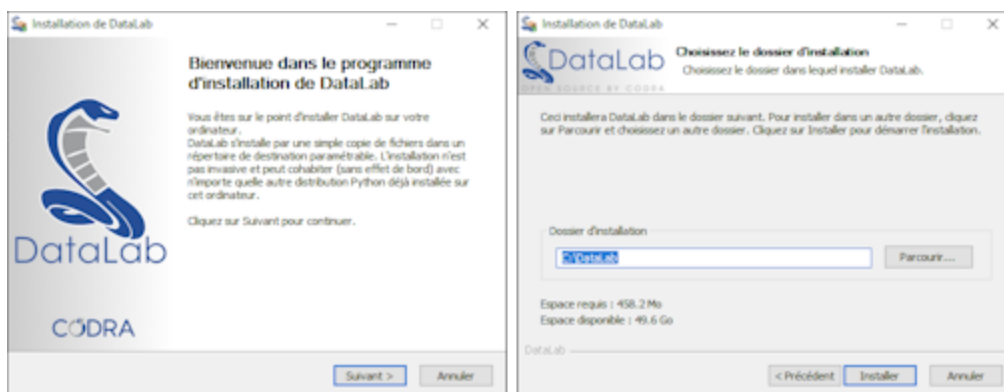 Installation de DataLab
Bienvenue dans le programme
d'installation de DataLab
Vous êtes sur le point d'installer DataLab sur votre
ordinateur.
DataLab s'installe par une simple copie de fichiers dans un
répertoire de destination paramétrable. L'installation n'est
pas invasive et peut cohabiter (sans effet de bord) avec
n'importe quelle autre distribution Python déjà installée sur
cet ordinateur.
Cliquez sur Suivant pour continuer.
DataLab
CODRA
Suivant >
Annuler
Installation de DataLab
DataLab
OPEN SOURCE BY CODRA
Choisissez le dossier d'installation
Choisissez le dossier dans lequel installer DataLab.
Ceci installera DataLab dans le dossier suivant. Pour installer dans un autre dossier, cliquez
sur Parcourir et choisissez un autre dossier. Cliquez sur Installer pour démarrer l'installation.
Dossier d'installation
C:\DataLab
Parcourir...
Espace requis : 458.2 Mo
Espace disponible : 49.6 Go
DataLab
< Précédent
Installer
Annuler